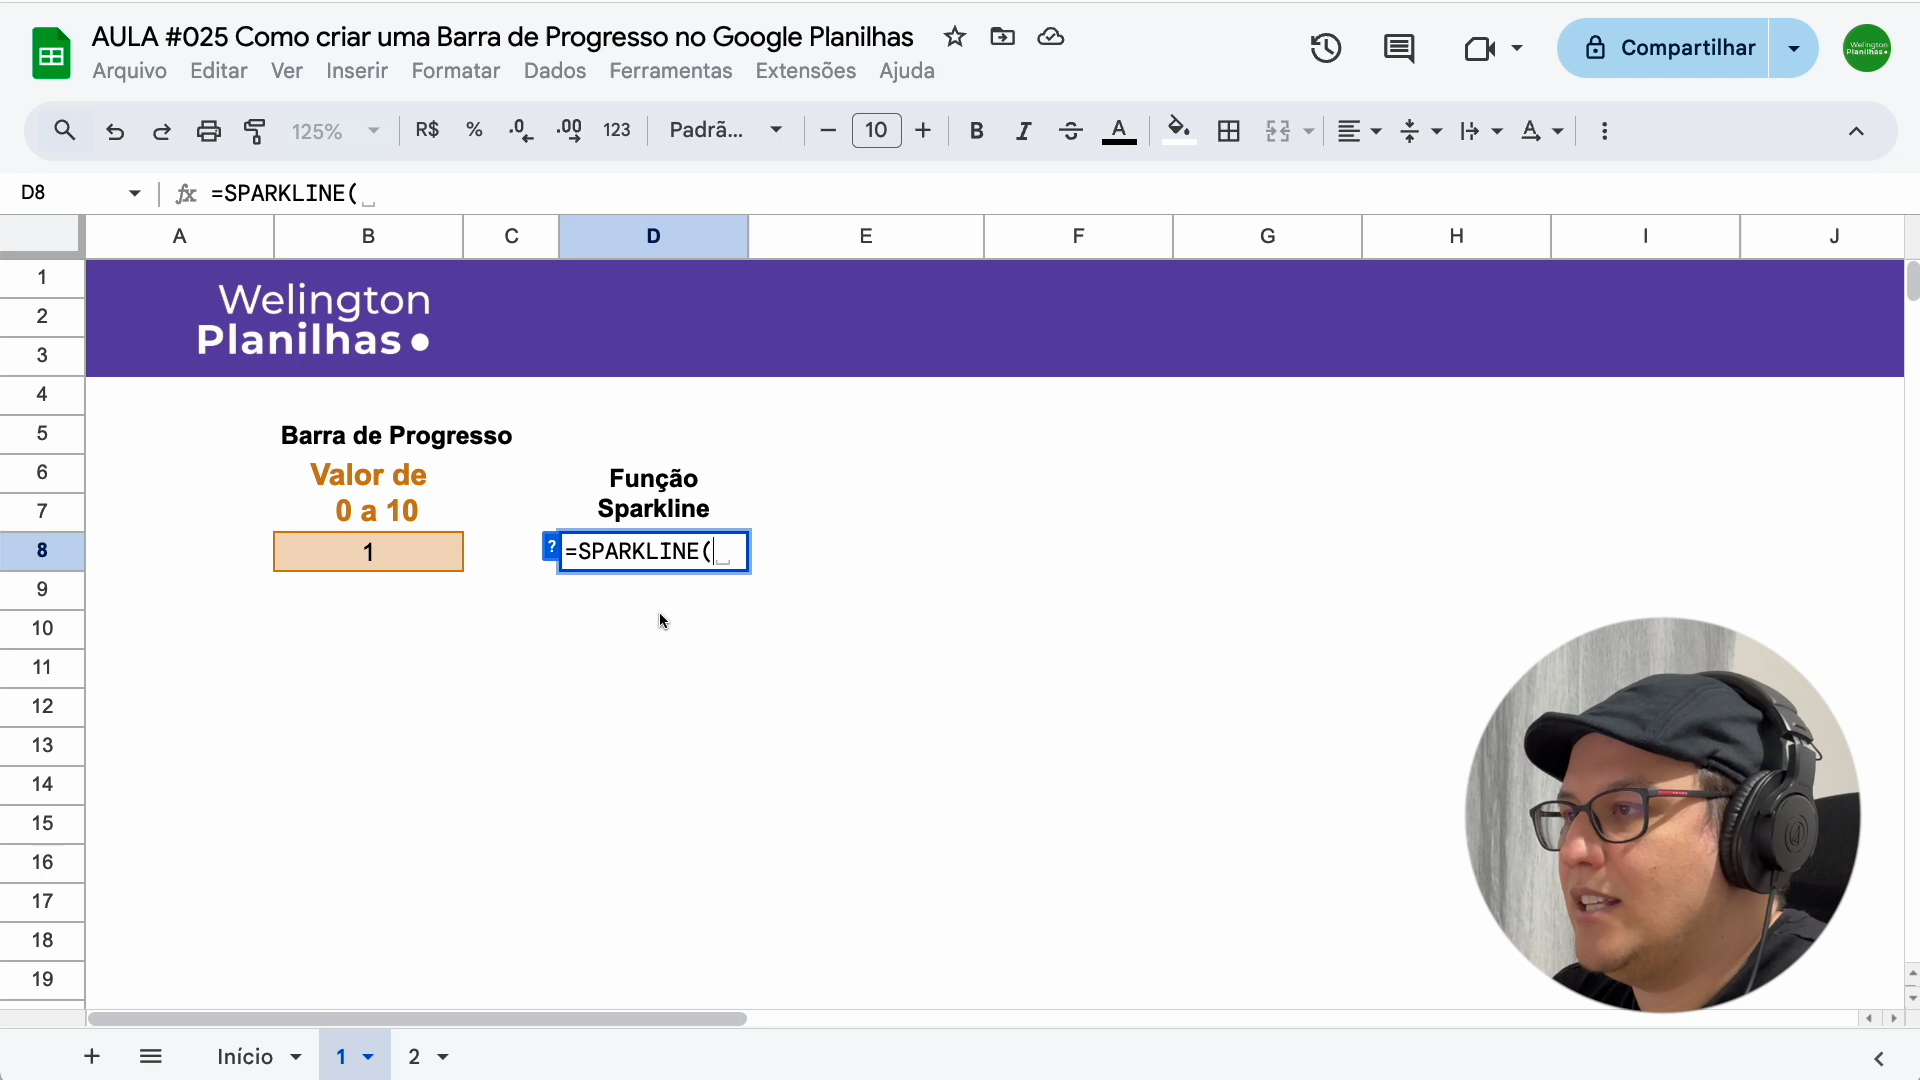 AULA #025 Como criar uma Barra de Progresso no Google Planilhas
Arquivo Editar Ver Inserir Formatar Dados Ferramentas Extensões Ajuda
Compartilhar
Welington
Planilhas
125% R$ % .0 .00 123 Padrã... 10 B I A A
D8 fx =SPARKLINE(
A B C D E F G H I J
1
2
3
4
5
6
7
8
9
10
11
12
13
14
15
16
17
18
19
Welington
Planilhas
Barra de Progresso
Valor de
0 a 10
1
Função
Sparkline
? =SPARKLINE(
Início 1 2